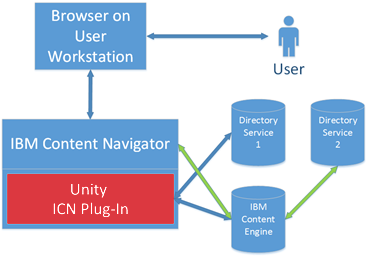 Browser on
User
Workstation
User
IBM Content Navigator
Unity
ICN Plug-In
Directory
Service
1
Directory
Service
2
IBM
Content
Engine